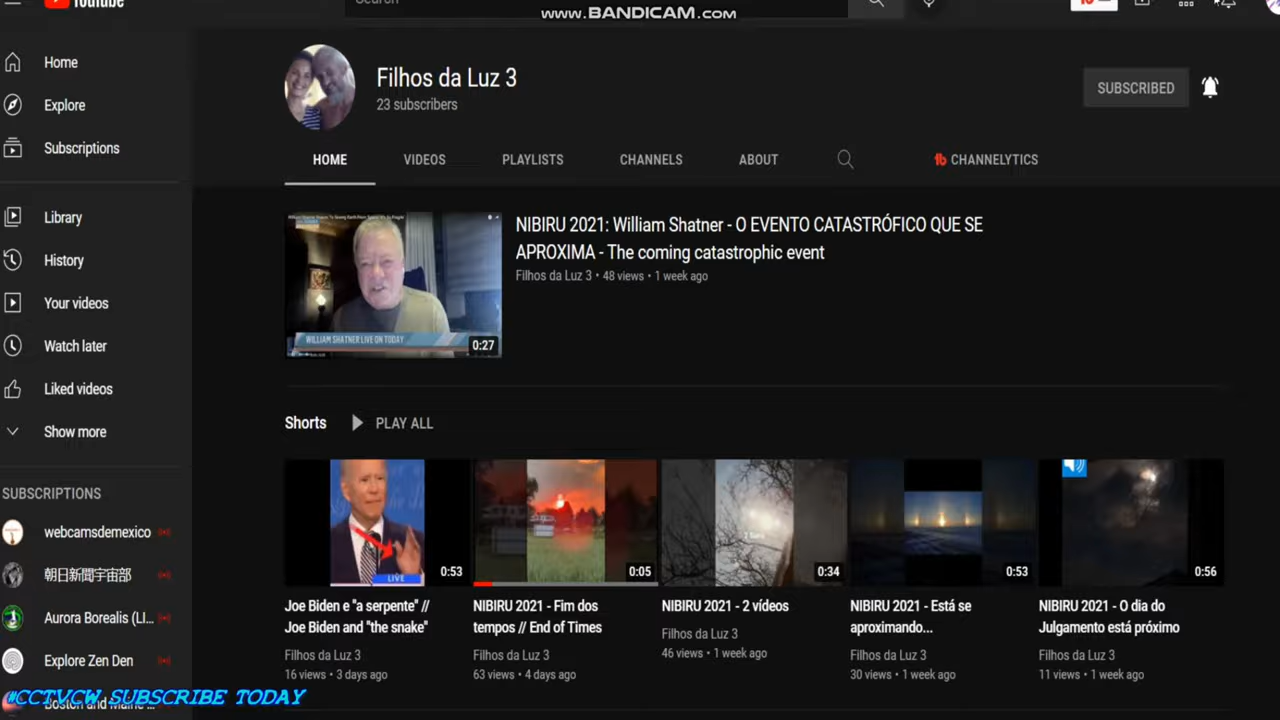 YouTube
Search
www.BANDICAM.com
Home
Explore
Subscriptions
Library
History
Your videos
Watch later
Liked videos
Show more
SUBSCRIPTIONS
webcamsdemexico
朝日新聞宇宙部
Aurora Borealis (LI...
Explore Zen Den
Boston and Maine ...
#CCTVCW SUBSCRIBE TODAY
Filhos da Luz 3
23 subscribers
SUBSCRIBED
HOME VIDEOS PLAYLISTS CHANNELS ABOUT CHANNELYTICS
WILLIAM SHATNER LIVE ON TODAY
0:27
NIBIRU 2021: William Shatner - O EVENTO CATASTRÓFICO QUE SE
APROXIMA - The coming catastrophic event
Filhos da Luz 3 • 48 views • 1 week ago
Shorts PLAY ALL
LIVE
0:53
Joe Biden e "a serpente" //
Joe Biden and "the snake"
Filhos da Luz 3
16 views • 3 days ago
0:05
NIBIRU 2021 - Fim dos
tempos // End of Times
Filhos da Luz 3
63 views • 4 days ago
0:34
NIBIRU 2021 - 2 vídeos
Filhos da Luz 3
46 views • 1 week ago
0:53
NIBIRU 2021 - Está se
aproximando...
Filhos da Luz 3
30 views • 1 week ago
0:56
NIBIRU 2021 - O dia do
Julgamento está próximo
Filhos da Luz 3
11 views • 1 week ago